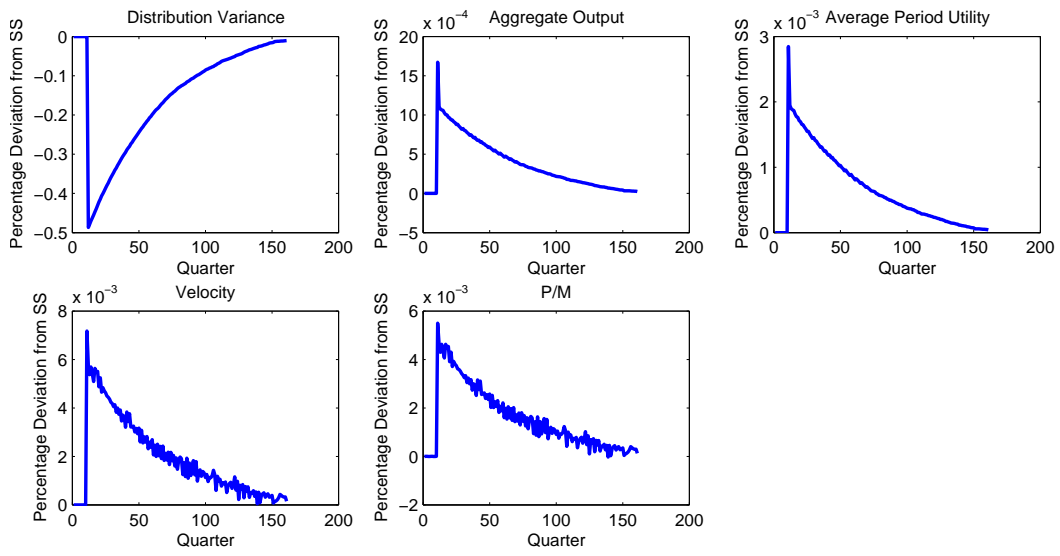 Distribution Variance
Percentage Deviation from SS
0
−0.1
−0.2
−0.3
−0.4
−0.5
0
50
100
150
200
Quarter
Aggregate Output
x 10−4
Percentage Deviation from SS
20
15
10
5
0
−5
0
50
100
150
200
Quarter
Average Period Utility
x 10−3
Percentage Deviation from SS
3
2
1
0
0
50
100
150
200
Quarter
Velocity
x 10−3
Percentage Deviation from SS
8
6
4
2
0
0
50
100
150
200
Quarter
P/M
x 10−3
Percentage Deviation from SS
6
4
2
0
−2
0
50
100
150
200
Quarter